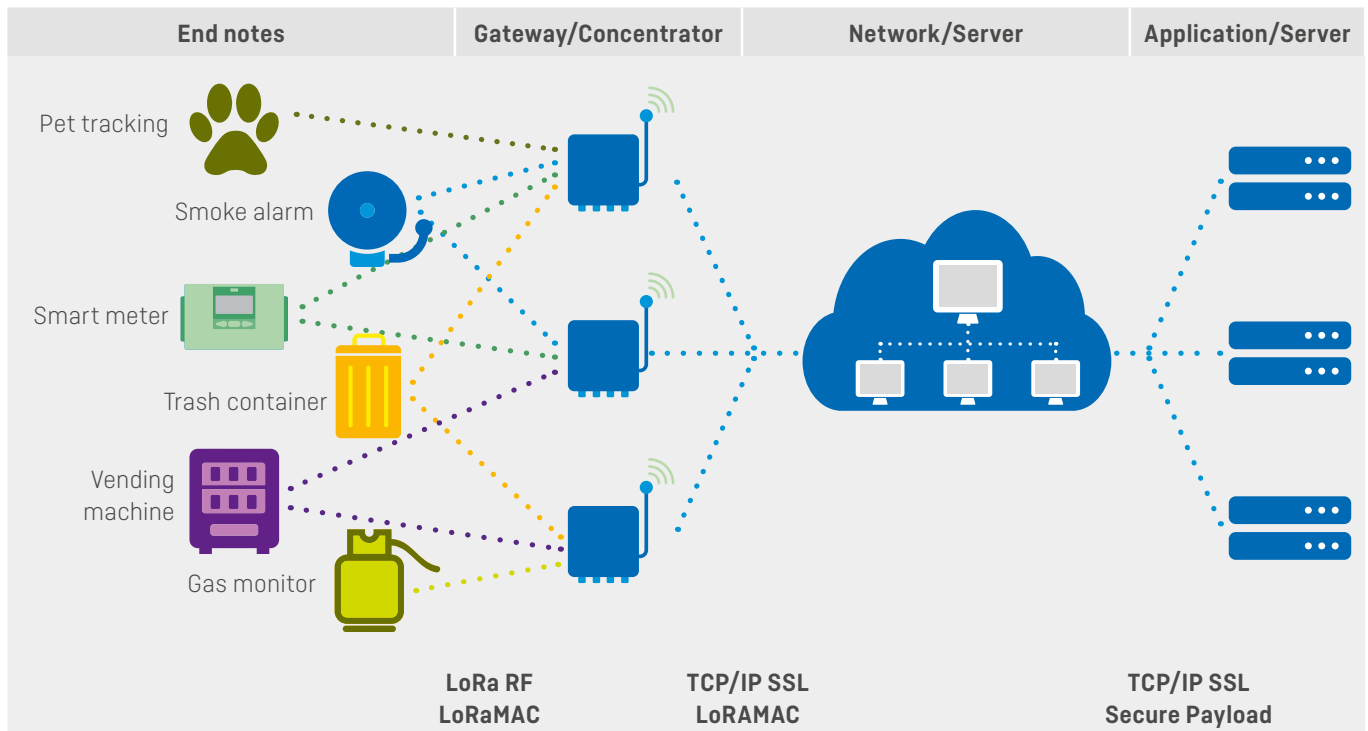 End notes
Gateway/Concentrator
Network/Server
Application/Server
Pet tracking
Smoke alarm
Smart meter
Trash container
Vending
machine
Gas monitor
LoRa RF
LoRaMAC
TCP/IP SSL
LoRAMAC
TCP/IP SSL
Secure Payload